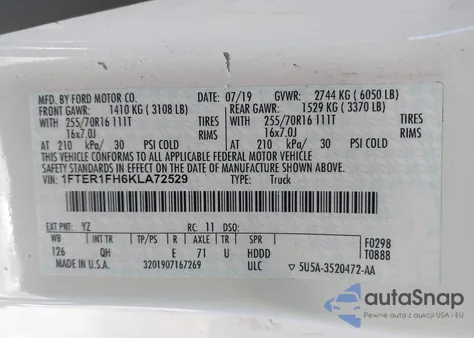 MFD. BY FORD MOTOR CO. DATE: 07/19 GVWR: 2744 KG ( 6050 LB)
FRONT GAWR: 1410 KG ( 3108 LB) REAR GAWR: 1529 KG ( 3370 LB)
WITH 255/70R16 111T TIRES WITH 255/70R16 111T TIRES
16x7.0J RIMS 16x7.0J RIMS
AT 210 kPa/ 30 PSI COLD AT 210 kPa/ 30 PSI COLD
THIS VEHICLE CONFORMS TO ALL APPLICABLE FEDERAL MOTOR VEHICLE
SAFETY STANDARDS IN EFFECT ON THE DATE OF MANUFACTURE SHOWN ABOVE.
VIN: 1FTER1FH6KLA72529 TYPE: Truck
EXT PNT: YZ RC: 11 DSO: F0298
WB INT TR TP/PS R AXLE TR SPR T0888
126 QH E 71 U HDDD
MADE IN U.S.A. 3201907167269 ULC 5U5A-3520472-AA
autoSnap
Pewne auta z ubezpieczalni USA i EU